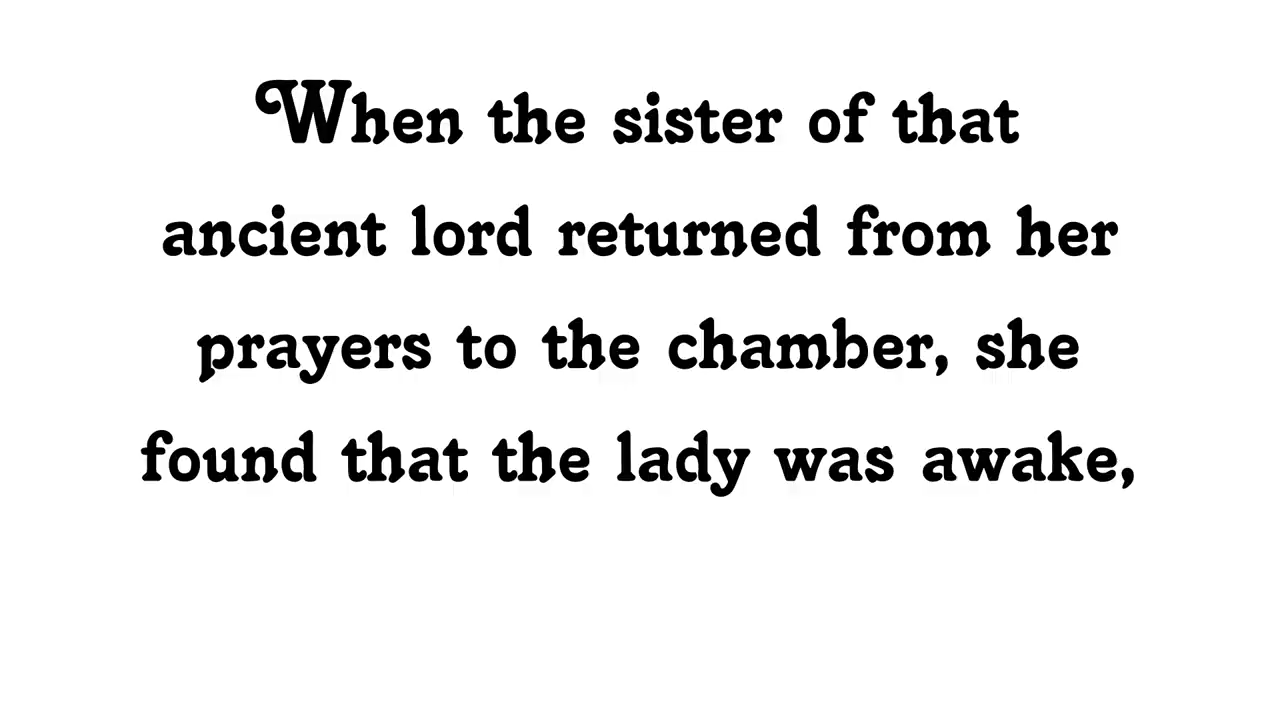 When the sister of that
ancient lord returned from her
prayers to the chamber, she
found that the lady was awake,